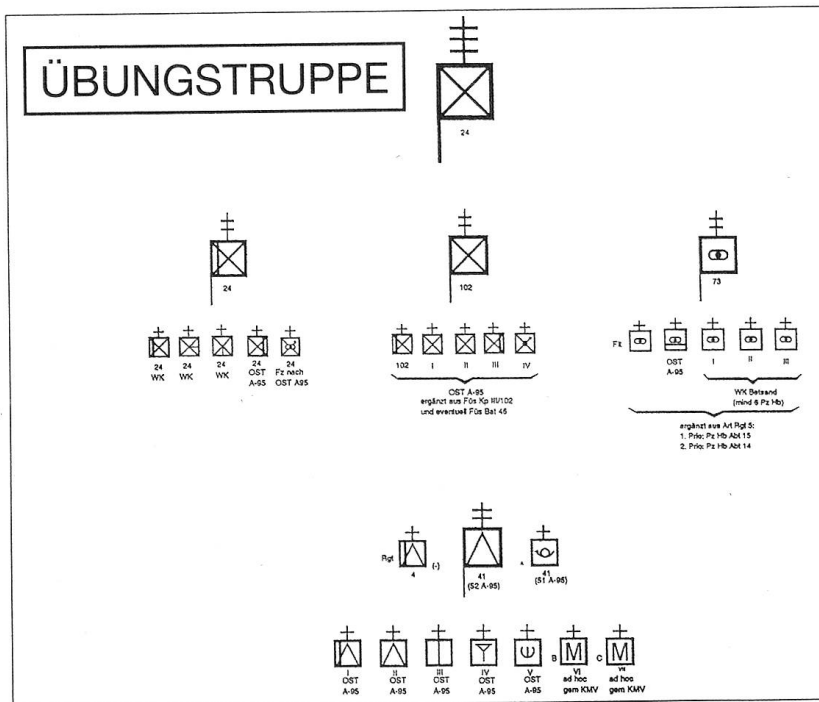 ÜBUNGSTRUPPE
24
24
102
73
24 24 24 24 24
WK WK WK OST Fz nach
A-95 OST A95
102 I II III IV
OST A-95
ergänzt aus Füs Kp III/102
und eventuell Füs Bat 46
OST I II III
A-95
WK Betsand
(mind 6 Pz Hb)
ergänzt aus Art Rgt 5:
1. Prio: Pz Hb Abt 15
2. Prio: Pz Hb Abt 14
Rgt 4 (-)
41
(S2 A-95)
41
(S1 A-95)
B M C M
I II III IV V VI VII
OST OST OST OST OST ad hoc ad hoc
A-95 A-95 A-95 A-95 A-95 gem KMV gem KMV